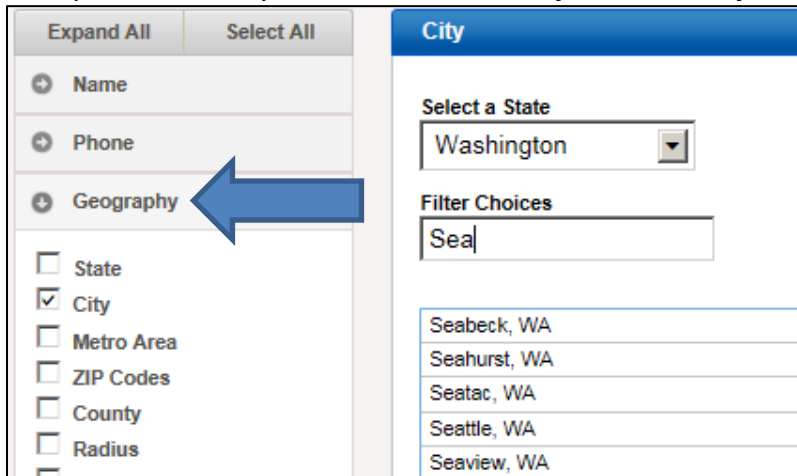 Expand All
Select All
Name
Phone
Geography
State
City
Metro Area
ZIP Codes
County
Radius
City
Select a State
Washington
Filter Choices
Sea
Seabeck, WA
Seahurst, WA
Seatac, WA
Seattle, WA
Seaview, WA